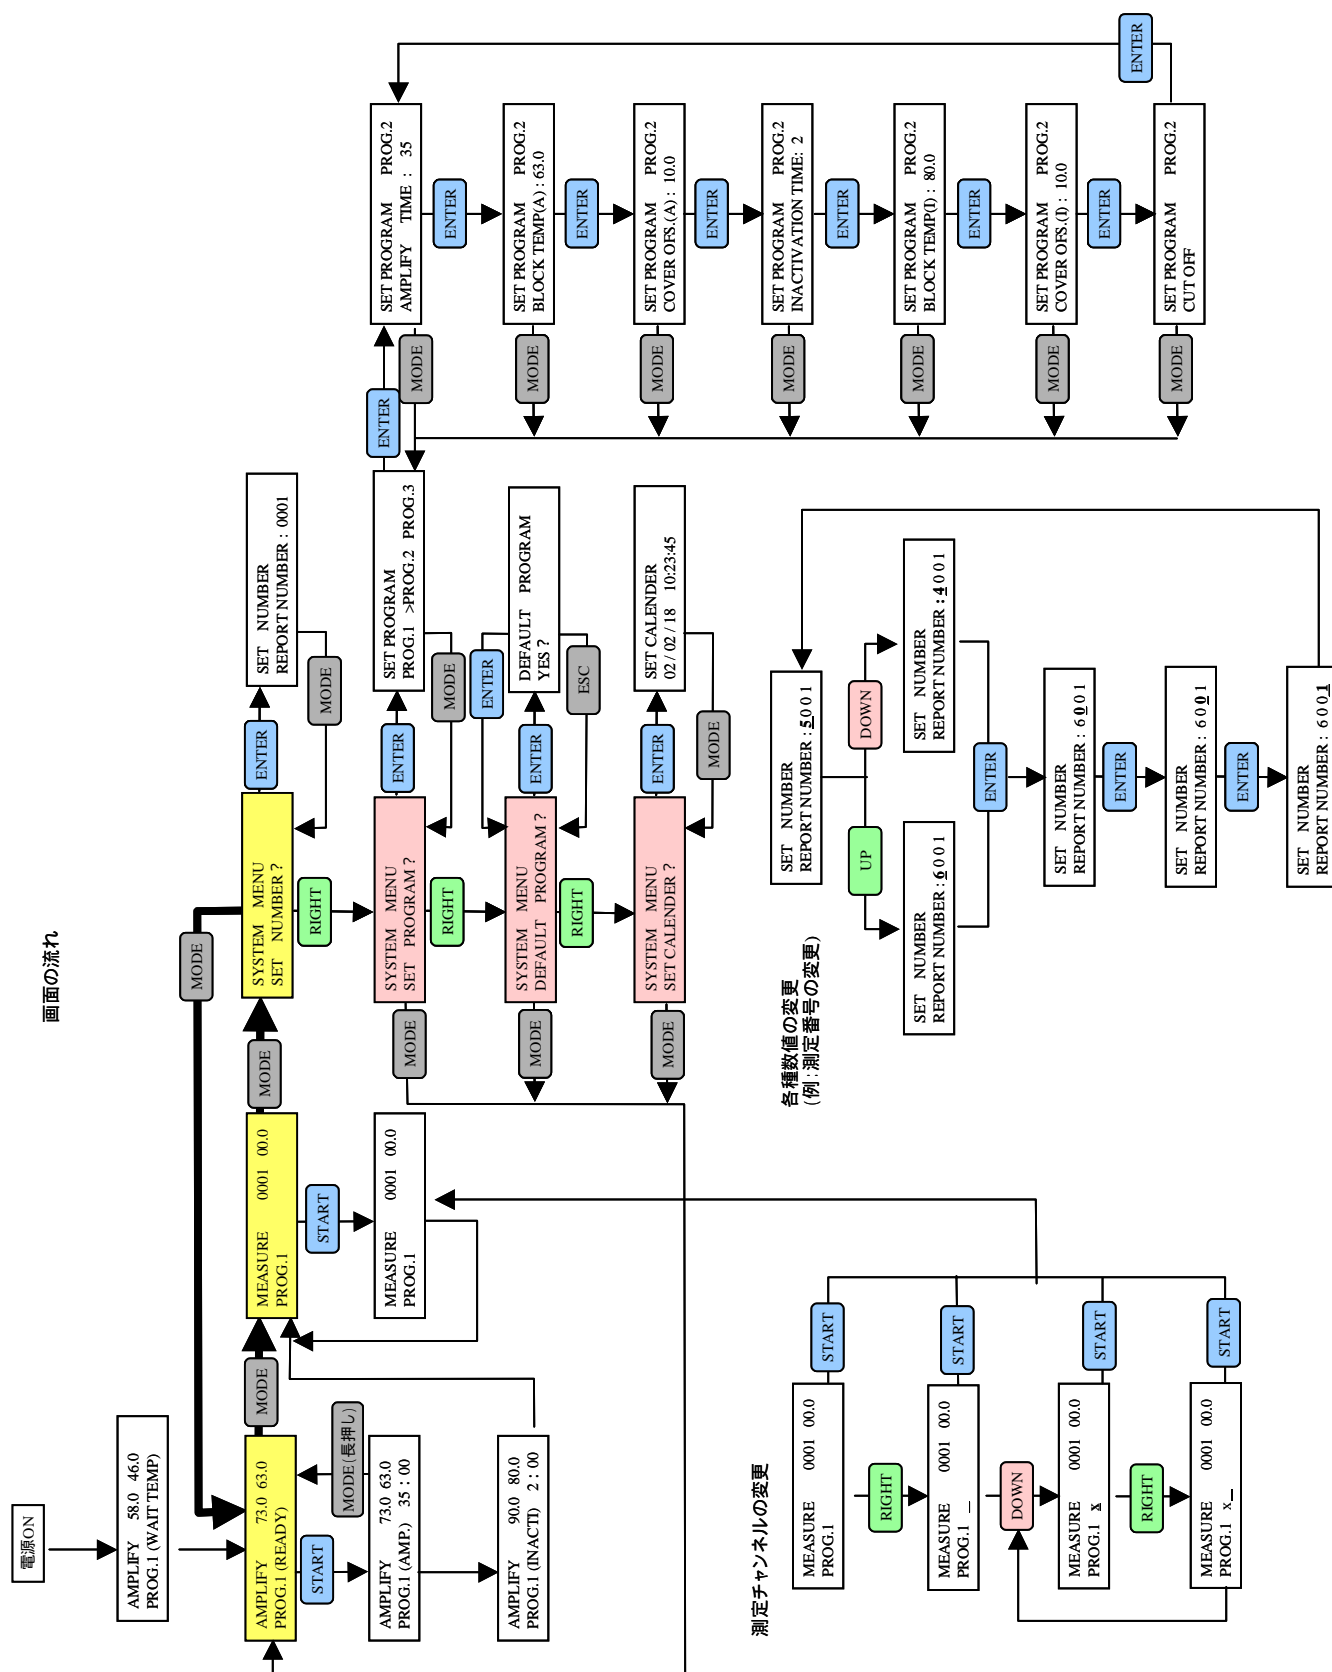 画面の流れ
電源ON
AMPLIFY 58.0 46.0
PROG.1 (WAIT TEMP)
AMPLIFY 73.0 63.0
PROG.1 (READY)
START
MODE(長押し)
AMPLIFY 73.0 63.0
PROG.1 (AMP.) 35 : 00
AMPLIFY 90.0 80.0
PROG.1 (INACTI) 2 : 00
MODE
MEASURE 0001 00.0
PROG.1
START
MEASURE 0001 00.0
PROG.1
MODE
MODE
SYSTEM MENU
SET NUMBER ?
ENTER
SET NUMBER
REPORT NUMBER : 0001
MODE
RIGHT
MODE
SYSTEM MENU
SET PROGRAM ?
ENTER
SET PROGRAM
PROG.1 >PROG.2 PROG.3
MODE
RIGHT
MODE
SYSTEM MENU
DEFAULT PROGRAM ?
ENTER
ENTER
DEFAULT PROGRAM
YES ?
ESC
RIGHT
MODE
SYSTEM MENU
SET CALENDER ?
ENTER
SET CALENDER
02 / 02 / 18 10:23:45
MODE
ENTER
MODE
SET PROGRAM PROG.2
AMPLIFY TIME : 35
ENTER
MODE
SET PROGRAM PROG.2
BLOCK TEMP(A) : 63.0
ENTER
MODE
SET PROGRAM PROG.2
COVER OFS.(A) : 10.0
ENTER
MODE
SET PROGRAM PROG.2
INACTIVATION TIME: 2
ENTER
MODE
SET PROGRAM PROG.2
BLOCK TEMP(I) : 80.0
ENTER
MODE
SET PROGRAM PROG.2
COVER OFS.(I) : 10.0
ENTER
MODE
SET PROGRAM PROG.2
CUT OFF
ENTER
測定チャンネルの変更
MEASURE 0001 00.0
PROG.1
START
RIGHT
MEASURE 0001 00.0
PROG.1 _
START
DOWN
MEASURE 0001 00.0
PROG.1 x
START
RIGHT
MEASURE 0001 00.0
PROG.1 x_
START
各種数値の変更
(例:測定番号の変更)
SET NUMBER
REPORT NUMBER : 5 0 0 1
UP
DOWN
SET NUMBER
REPORT NUMBER : 6 0 0 1
SET NUMBER
REPORT NUMBER : 4 0 0 1
ENTER
SET NUMBER
REPORT NUMBER : 6 0 0 1
ENTER
SET NUMBER
REPORT NUMBER : 6 0 0 1
ENTER
SET NUMBER
REPORT NUMBER : 6 0 0 1